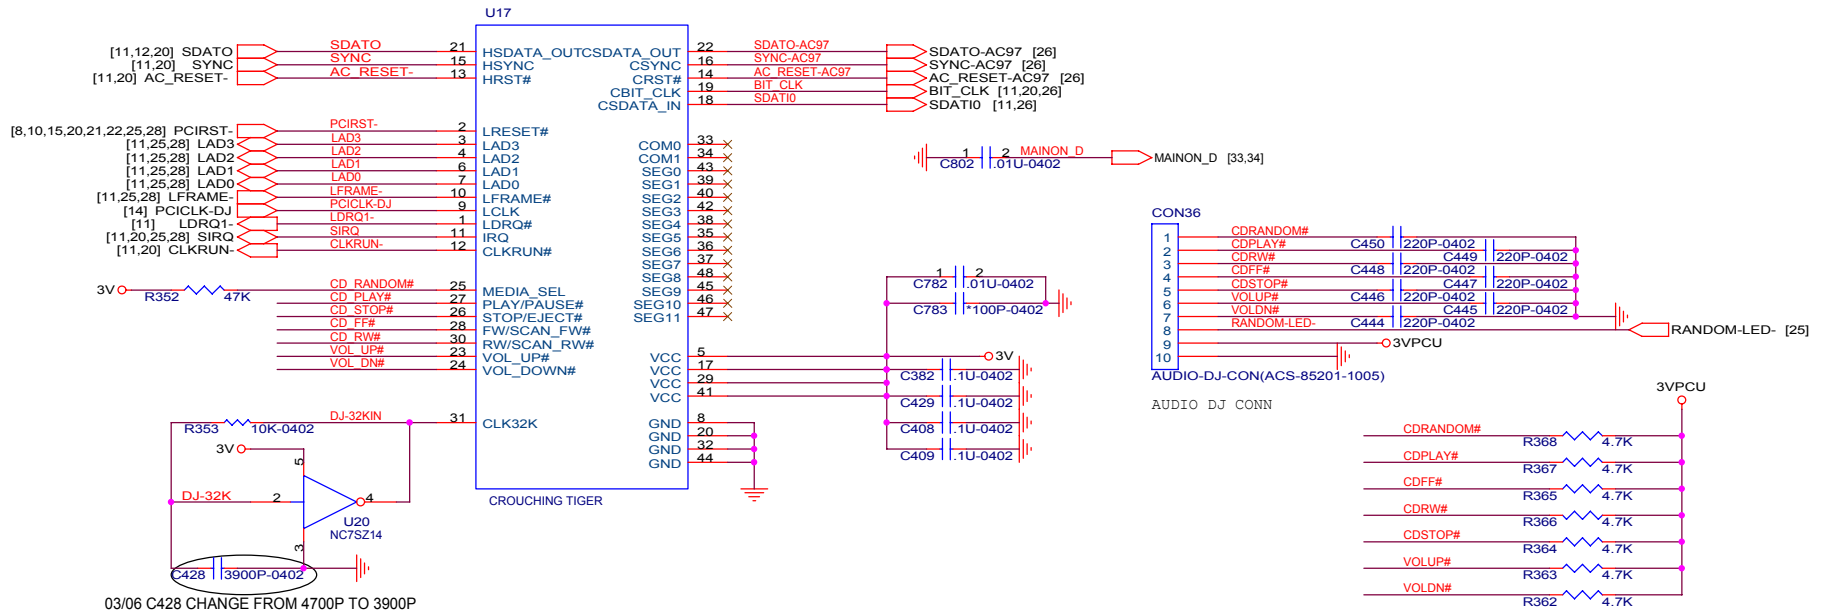 U17
[11,12,20] SDATO SDATO 21 HSDATA_OUT CSDATA_OUT 22 SDATO-AC97 SDATO-AC97 [26]
[11,20] SYNC SYNC 15 HSYNC CSYNC 16 SYNC-AC97 SYNC-AC97 [26]
[11,20] AC_RESET- AC_RESET- 13 HRST# CRST# 14 AC_RESET-AC97 AC_RESET-AC97 [26]
CBIT_CLK 19 BIT_CLK BIT_CLK [11,20,26]
CSDATA_IN 18 SDATI0 SDATI0 [11,26]
[8,10,15,20,21,22,25,28] PCIRST- PCIRST- 2 LRESET#
[11,25,28] LAD3 LAD3 3 LAD3 COM0 33
[11,25,28] LAD2 LAD2 4 LAD2 COM1 34
[11,25,28] LAD1 LAD1 6 LAD1 SEG0 43
[11,25,28] LAD0 LAD0 7 LAD0 SEG1 39
[11,25,28] LFRAME- LFRAME- 10 LFRAME# SEG2 40
[14] PCICLK-DJ PCICLK-DJ 9 LCLK SEG3 42
[11] LDRQ1- LDRQ1- 1 LDRQ# SEG4 38
[11,20,25,28] SIRQ SIRQ 11 IRQ SEG5 35
[11,20] CLKRUN- CLKRUN- 12 CLKRUN# SEG6 36
SEG7 37
SEG8 48
3V R352 47K CD_RANDOM# 25 MEDIA_SEL SEG9 45
CD_PLAY# 27 PLAY/PAUSE# SEG10 46
CD_STOP# 26 STOP/EJECT# SEG11 47
CD_FF# 28 FW/SCAN_FW#
CD_RW# 30 RW/SCAN_RW#
VOL_UP# 23 VOL_UP# VCC 5 3V
VOL_DN# 24 VOL_DOWN# VCC 17
VCC 29
VCC 41
DJ-32KIN 31 CLK32K GND 8
GND 20
GND 32
GND 44
CROUCHING TIGER
R353 10K-0402
3V
5
DJ-32K 2 4
U20
NC7SZ14
3
C428 3900P-0402
03/06 C428 CHANGE FROM 4700P TO 3900P
1 2 MAINON_D MAINON_D [33,34]
C802 .01U-0402
1 2
C782 .01U-0402
C783 *100P-0402
C382 .1U-0402
C429 .1U-0402
C408 .1U-0402
C409 .1U-0402
CON36
1 CDRANDOM#
C450 220P-0402
2 CDPLAY#
C449 220P-0402
3 CDRW#
C448 220P-0402
4 CDFF#
C447 220P-0402
5 CDSTOP#
C446 220P-0402
6 VOLUP#
C445 220P-0402
7 VOLDN#
C444 220P-0402
8 RANDOM-LED- RANDOM-LED- [25]
9 3VPCU
10
AUDIO-DJ-CON(ACS-85201-1005)
AUDIO DJ CONN
3VPCU
CDRANDOM# R368 4.7K
CDPLAY# R367 4.7K
CDFF# R365 4.7K
CDRW# R366 4.7K
CDSTOP# R364 4.7K
VOLUP# R363 4.7K
VOLDN# R362 4.7K